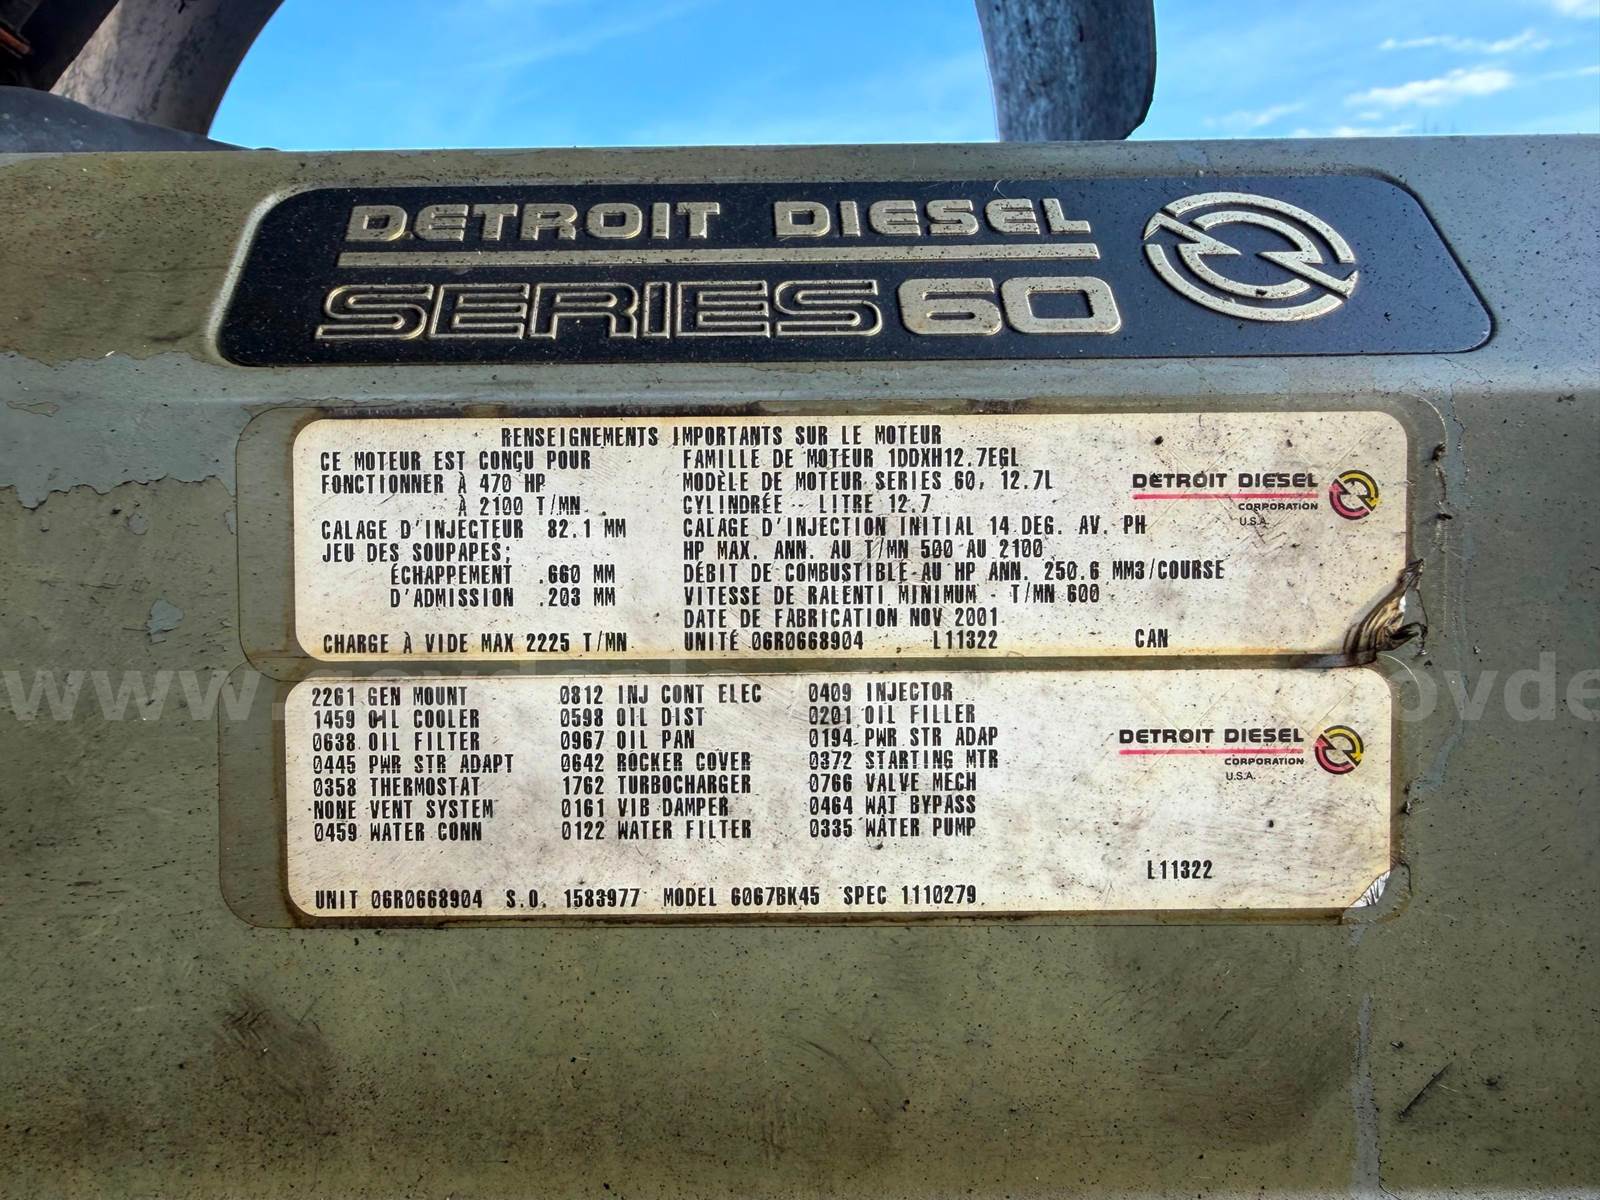 DETROIT DIESEL
SERIES 60
RENSEIGNEMENTS IMPORTANTS SUR LE MOTEUR
CE MOTEUR EST CONÇU POUR FAMILLE DE MOTEUR 1DDXH12.7EGL
FONCTIONNER À 470 HP MODÈLE DE MOTEUR SERIES 60, 12.7L
À 2100 T/MN CYLINDRÉE - LITRE 12.7
CALAGE D'INJECTEUR 82.1 MM CALAGE D'INJECTION INITIAL 14 DEG. AV. PH
JEU DES SOUPAPES: HP MAX. ANN. AU T/MN 500 AU 2100
ÉCHAPPEMENT .660 MM DÉBIT DE COMBUSTIBLE AU HP ANN. 250.6 MM3/COURSE
D'ADMISSION .203 MM VITESSE DE RALENTI MINIMUM - T/MN 600
DATE DE FABRICATION NOV 2001
CHARGE À VIDE MAX 2225 T/MN UNITÉ 06R0668904 L11322 CAN
DETROIT DIESEL
CORPORATION
U.S.A.
2261 GEN MOUNT 0812 INJ CONT ELEC 0409 INJECTOR
1459 OIL COOLER 0598 OIL DIST 0201 OIL FILLER
0638 OIL FILTER 0967 OIL PAN 0194 PWR STR ADAP
0445 PWR STR ADAPT 0642 ROCKER COVER 0372 STARTING MTR
0358 THERMOSTAT 1762 TURBOCHARGER 0766 VALVE MECH
NONE VENT SYSTEM 0161 VIB DAMPER 0464 WAT BYPASS
0459 WATER CONN 0122 WATER FILTER 0335 WATER PUMP
DETROIT DIESEL
CORPORATION
U.S.A.
L11322
UNIT 06R0668904 S.O. 1583977 MODEL 6067BK45 SPEC 1110279